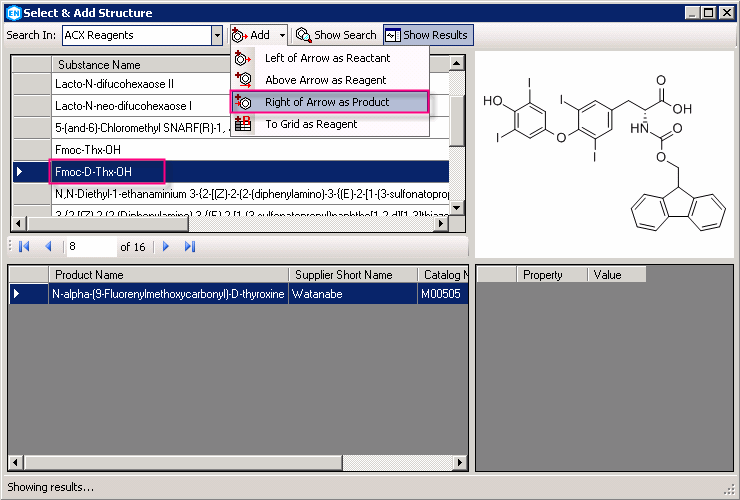 Select & Add Structure
Search In: ACX Reagents Add Show Search Show Results
Left of Arrow as Reactant
Above Arrow as Reagent
Right of Arrow as Product
To Grid as Reagent
Substance Name
Lacto-N-difucohexaose II
Lacto-N-neo-difucohexaose I
5-(and-6)-Chloromethyl SNARF(R)-1,
Fmoc-Thx-OH
Fmoc-D-Thx-OH
N,N-Diethyl-1-ethanaminium 3-{2-[(Z)-2-(2-(diphenylamino)-3-{(E)-2-[1-(3-sulfonatoprop
8 of 16
HO I I O I I O OH
HN O
O
Product Name Supplier Short Name Catalog N
N-alpha-(9-Fluorenylmethoxycarbonyl)-D-thyroxine Watanabe M00505
Property Value
Showing results...